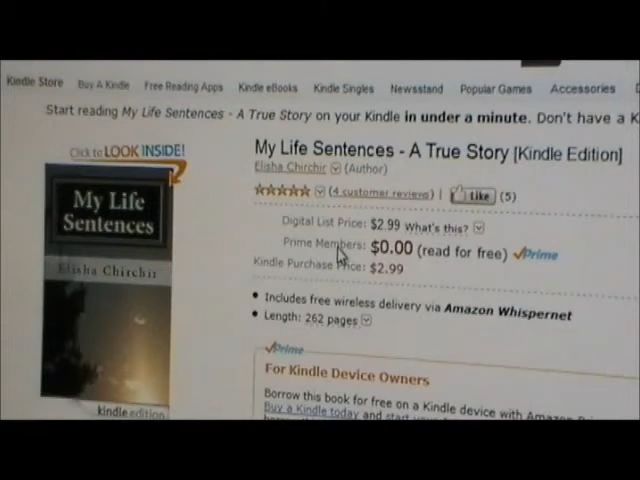 Kindle Store Buy A Kindle Free Reading Apps Kindle eBooks Kindle Singles Newsstand Popular Games Accessories
Start reading My Life Sentences - A True Story on your Kindle in under a minute. Don't have a K
Click to LOOK INSIDE!
My Life
Sentences
Elisha Chirchir
kindle edition
My Life Sentences - A True Story [Kindle Edition]
Elisha Chirchir (Author)
(4 customer reviews) | Like (5)
Digital List Price: $2.99 What's this?
Prime Members: $0.00 (read for free) Prime
Kindle Purchase Price: $2.99
• Includes free wireless delivery via Amazon Whispernet
• Length: 262 pages
Prime
For Kindle Device Owners
Borrow this book for free on a Kindle device with Amazon
Buy a Kindle today and start